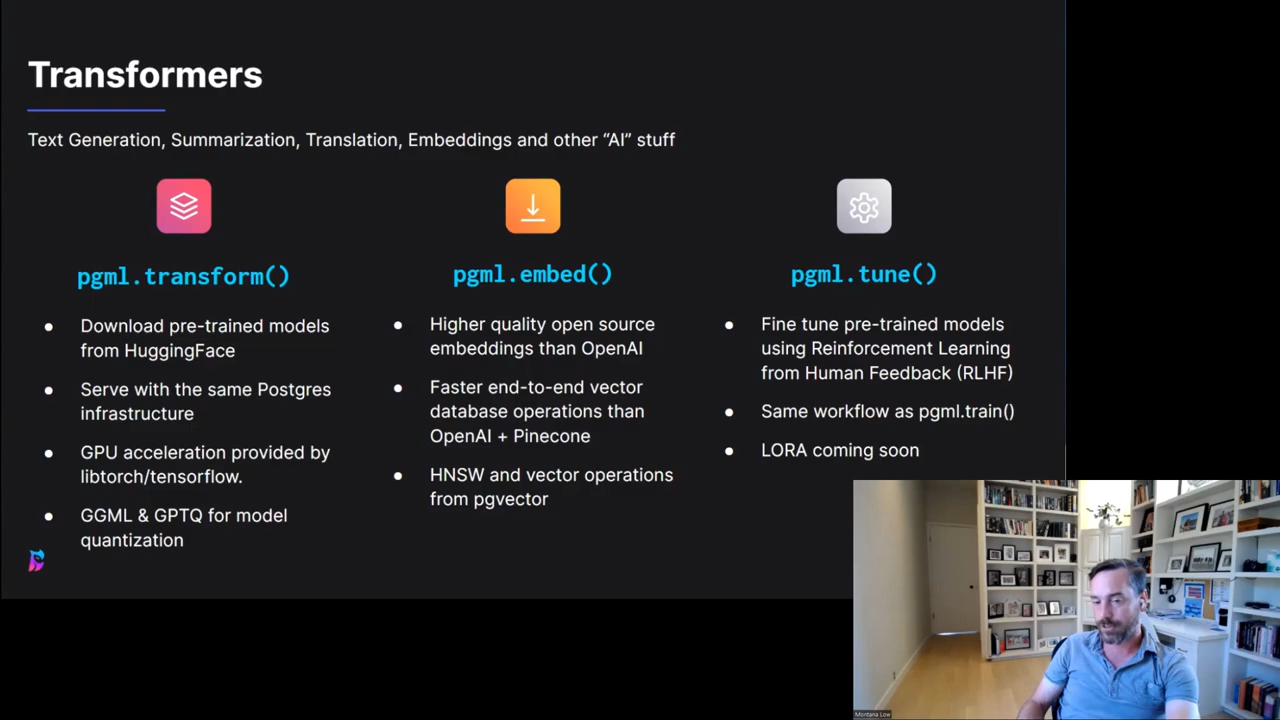 Transformers
Text Generation, Summarization, Translation, Embeddings and other “AI” stuff
pgml.transform()
● Download pre-trained models
from HuggingFace
● Serve with the same Postgres
infrastructure
● GPU acceleration provided by
libtorch/tensorflow.
● GGML & GPTQ for model
quantization
pgml.embed()
● Higher quality open source
embeddings than OpenAI
● Faster end-to-end vector
database operations than
OpenAI + Pinecone
● HNSW and vector operations
from pgvector
pgml.tune()
● Fine tune pre-trained models
using Reinforcement Learning
from Human Feedback (RLHF)
● Same workflow as pgml.train()
● LORA coming soon
Montana Low